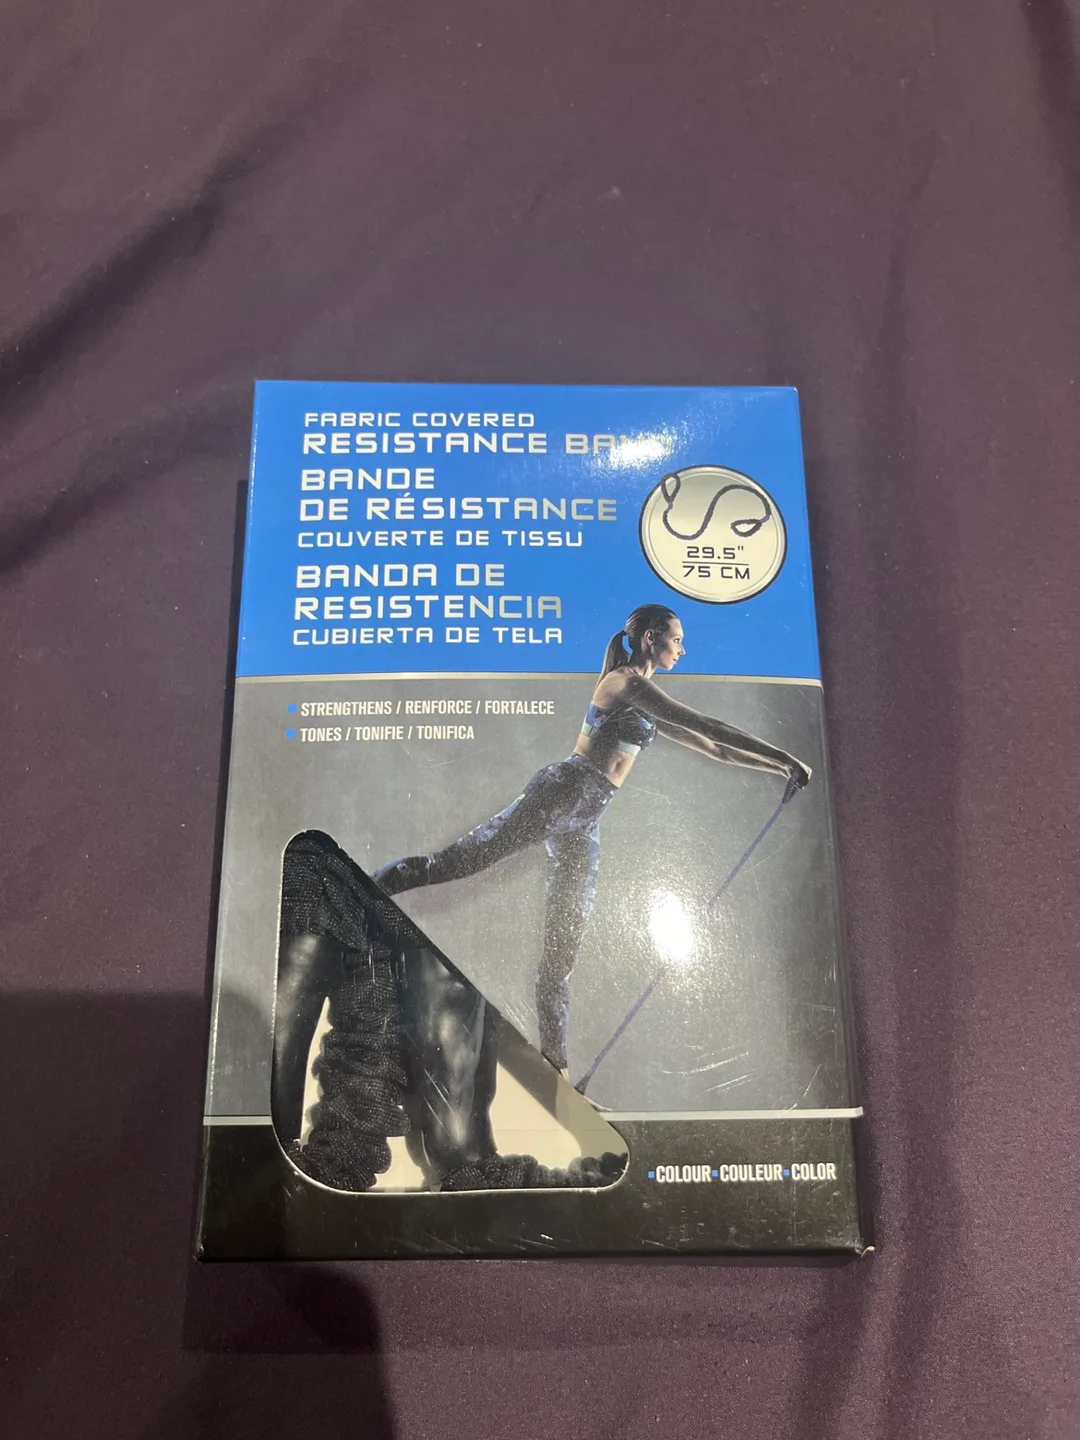 FABRIC COVERED
RESISTANCE BAND
BANDE
DE RÉSISTANCE
COUVERTE DE TISSU
BANDA DE
RESISTENCIA
CUBIERTA DE TELA
29.5"
75 CM
STRENGTHENS / RENFORCE / FORTALECE
TONES / TONIFIE / TONIFICA
▪COLOUR▪COULEUR▪COLOR